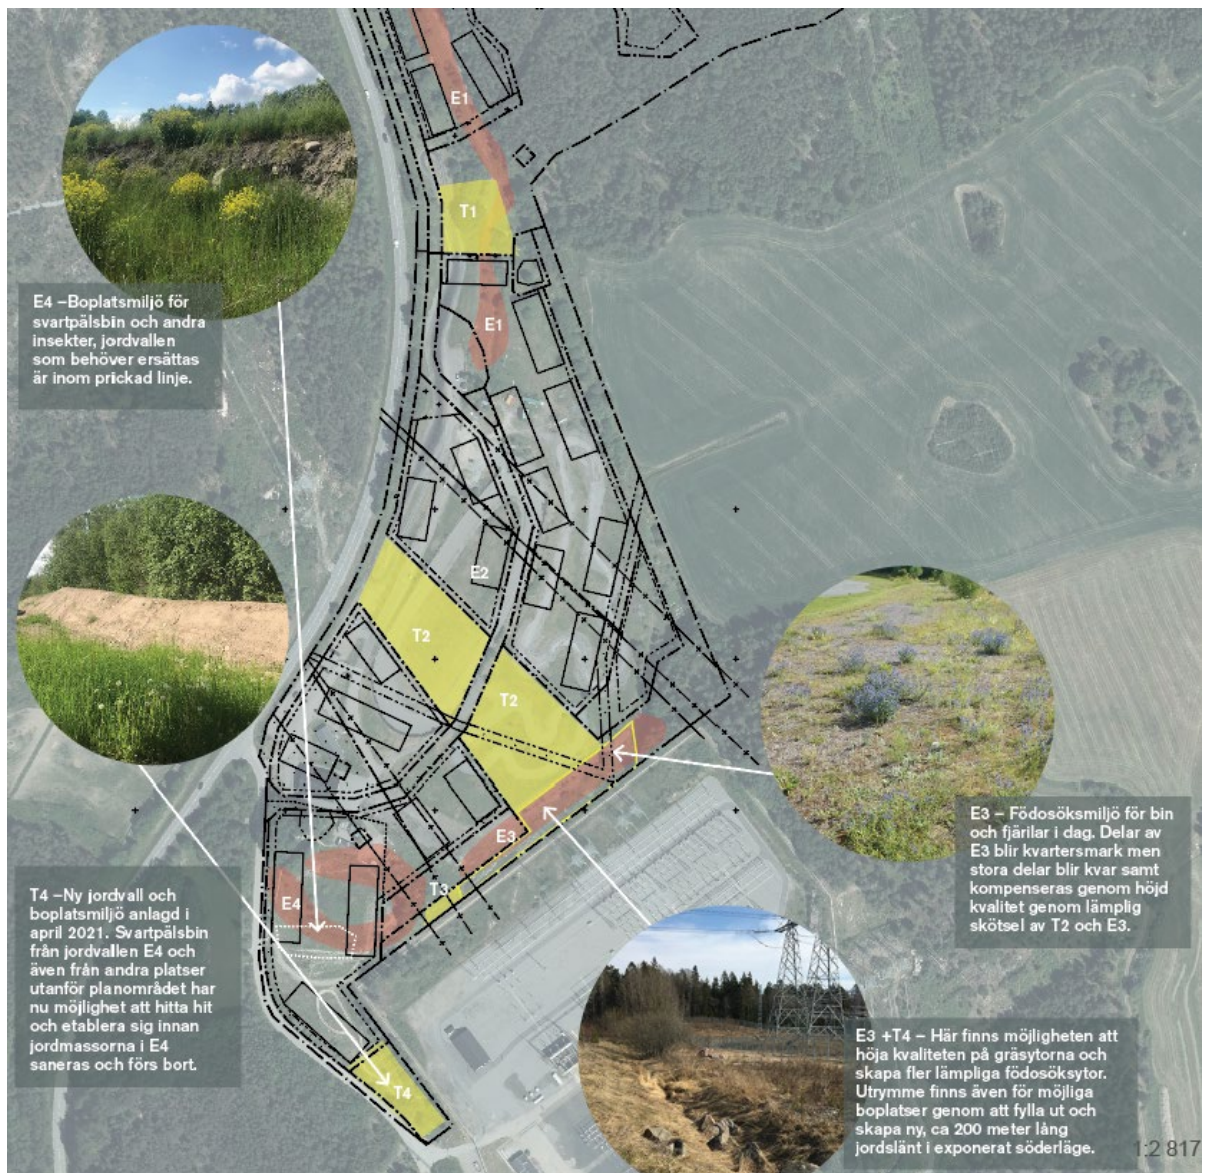 E1
T1
E4 –Boplatsmiljö för
svartpälsbin och andra
insekter, jordvallen
som behöver ersättas
är inom prickad linje.
E1
E2
T2
T2
E3 – Födosöksmiljö för bin
och fjärilar i dag. Delar av
E3 blir kvartersmark men
stora delar blir kvar samt
kompenseras genom höjd
kvalitet genom lämplig
skötsel av T2 och E3.
E3
T3
E4
T4 –Ny jordvall och
boplatsmiljö anlagd i
april 2021. Svartpälsbin
från jordvallen E4 och
även från andra platser
utanför planområdet har
nu möjlighet att hitta hit
och etablera sig innan
jordmassorna i E4
saneras och förs bort.
T4
E3 +T4 – Här finns möjligheten att
höja kvaliteten på gräsytorna och
skapa fler lämpliga födosöksytor.
Utrymme finns även för möjliga
boplatser genom att fylla ut och
skapa ny, ca 200 meter lång
jordslänt i exponerat söderläge.
1:2 817